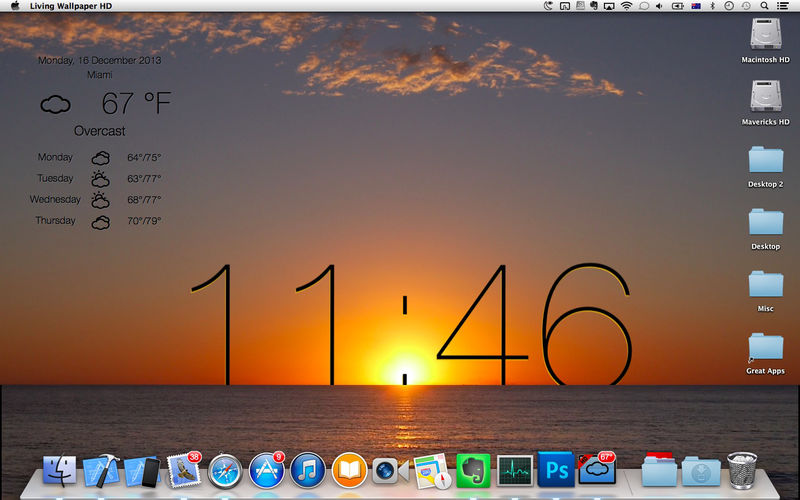 Living Wallpaper HD
Monday, 16 December 2013
Miami
67 °F
Overcast
Monday 64°/75°
Tuesday 63°/77°
Wednesday 68°/77°
Thursday 70°/79°
11:46
Macintosh HD
Mavericks HD
Desktop 2
Desktop
Misc
Great Apps
38
9
Ps
67°